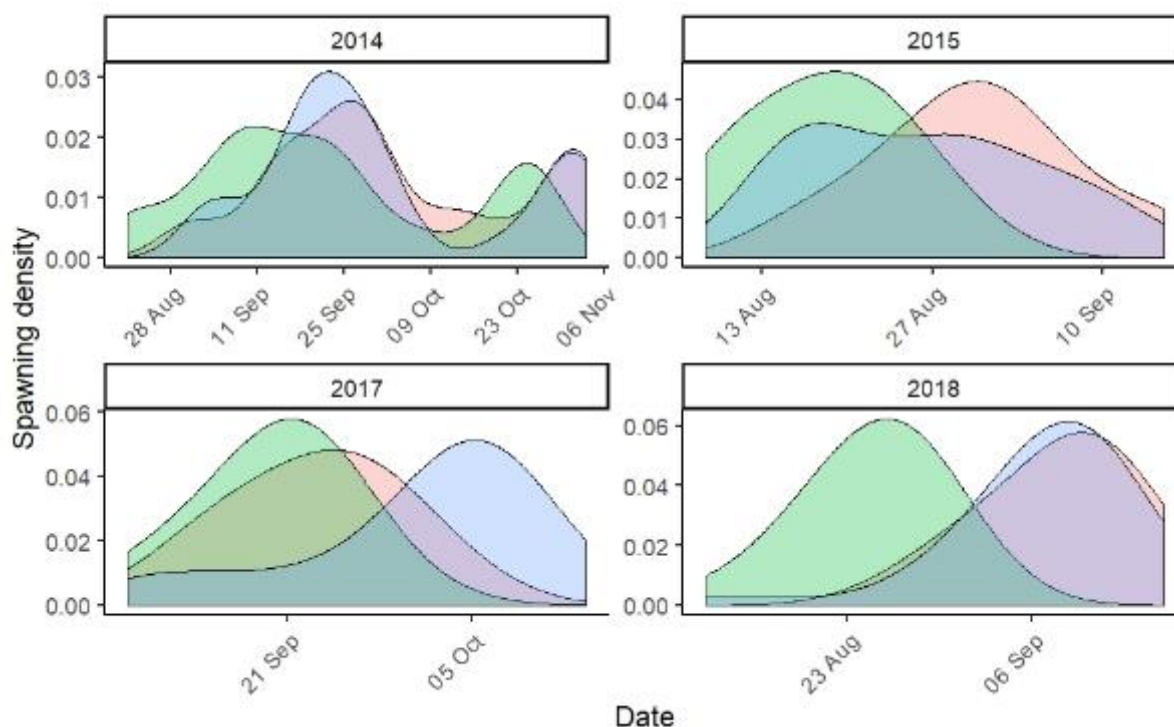 2014
2015
Spawning density
0.03
0.02
0.01
0.00
28 Aug
11 Sep
25 Sep
09 Oct
23 Oct
06 Nov
0.04
0.03
0.02
0.01
0.00
13 Aug
27 Aug
10 Sep
2017
2018
0.06
0.04
0.02
0.00
21 Sep
05 Oct
0.06
0.04
0.02
0.00
23 Aug
06 Sep
Date